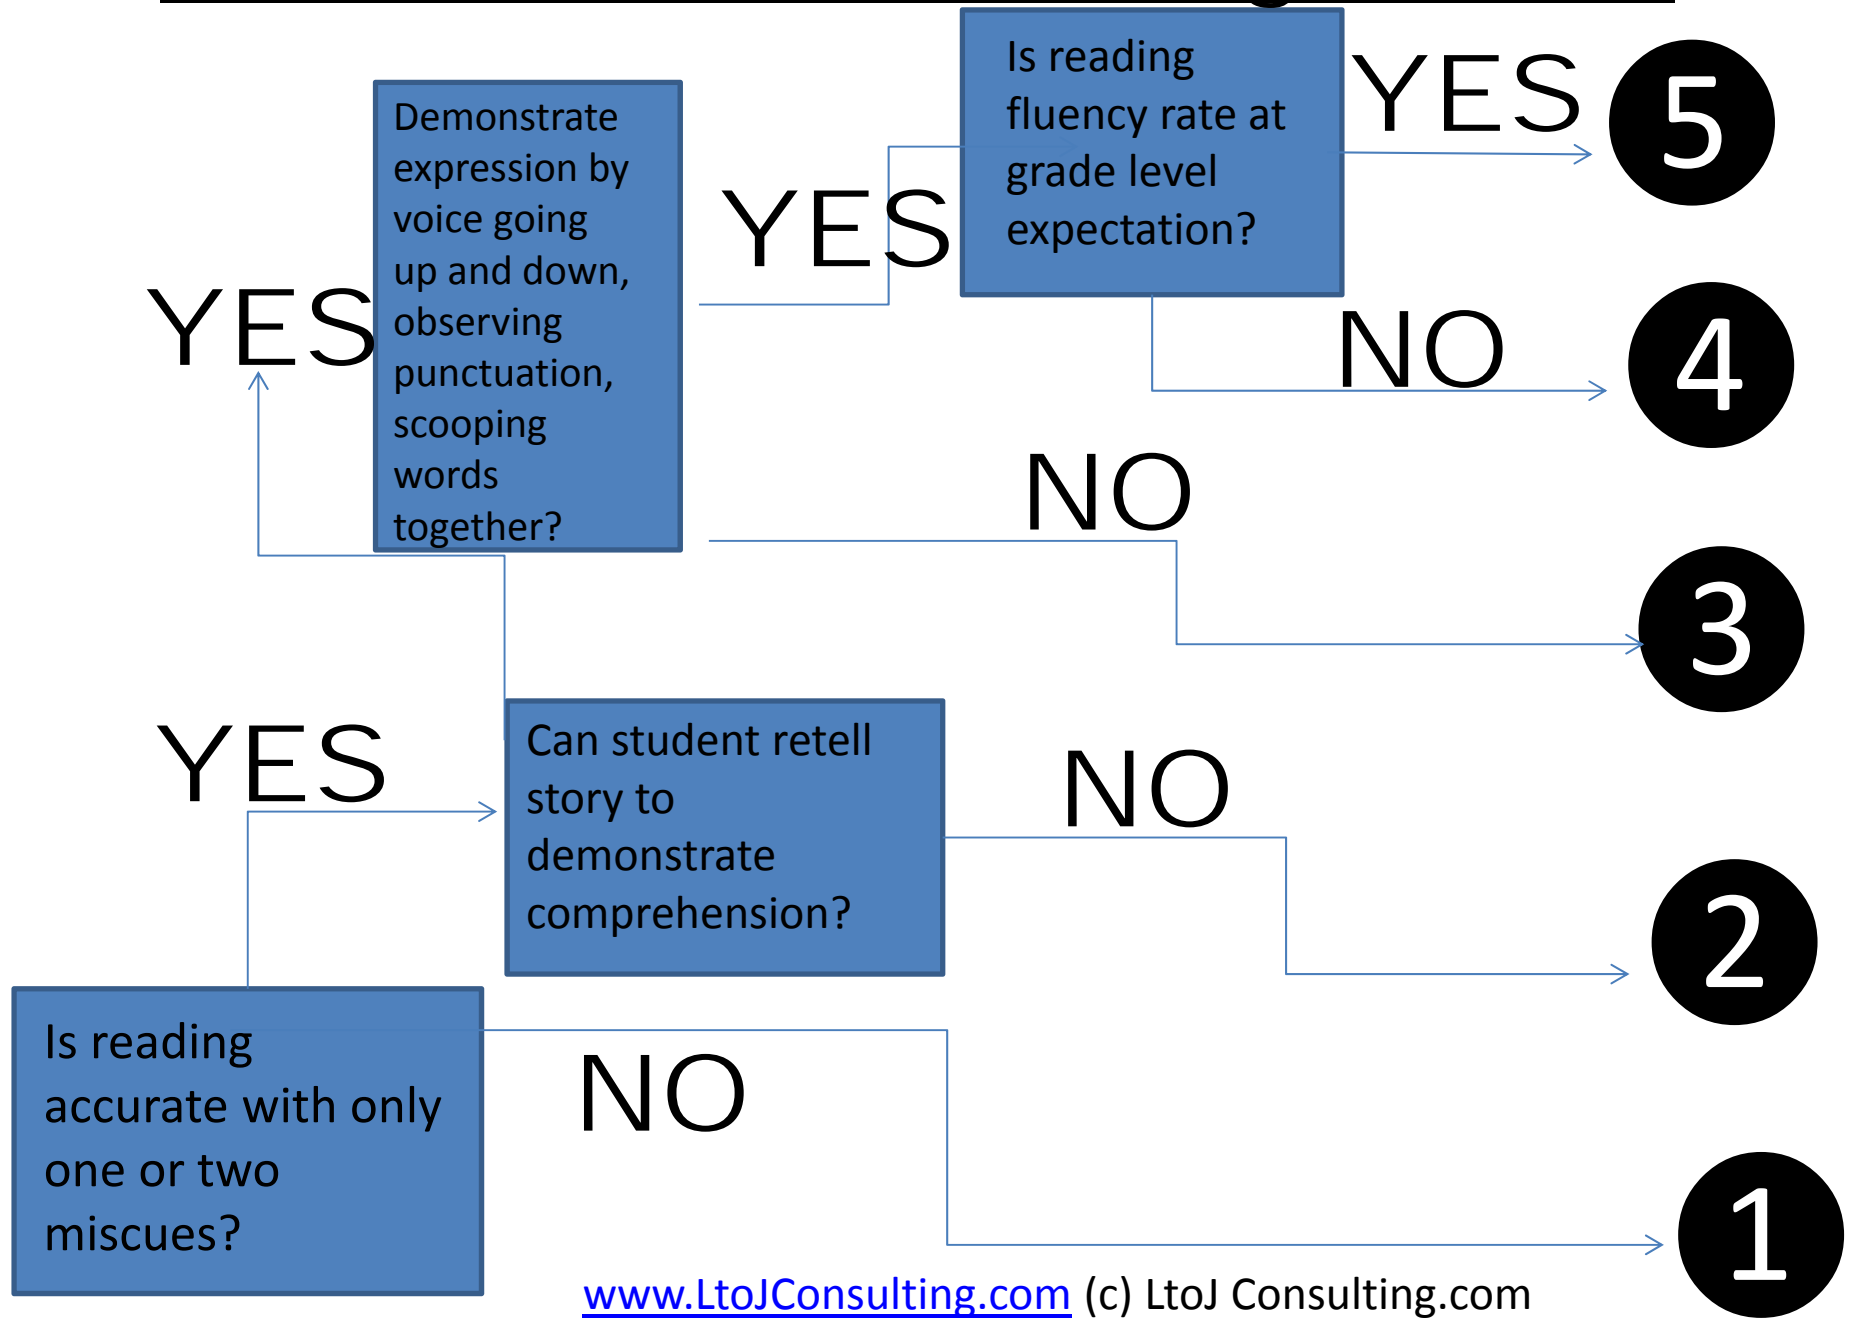 Is reading
fluency rate at
grade level
expectation?
YES
5
Demonstrate
expression by
voice going
up and down,
observing
punctuation,
scooping
words
together?
YES
YES
NO
4
NO
3
Can student retell
story to
demonstrate
comprehension?
YES
NO
2
Is reading
accurate with only
one or two
miscues?
NO
1
www.LtoJConsulting.com (c) LtoJ Consulting.com